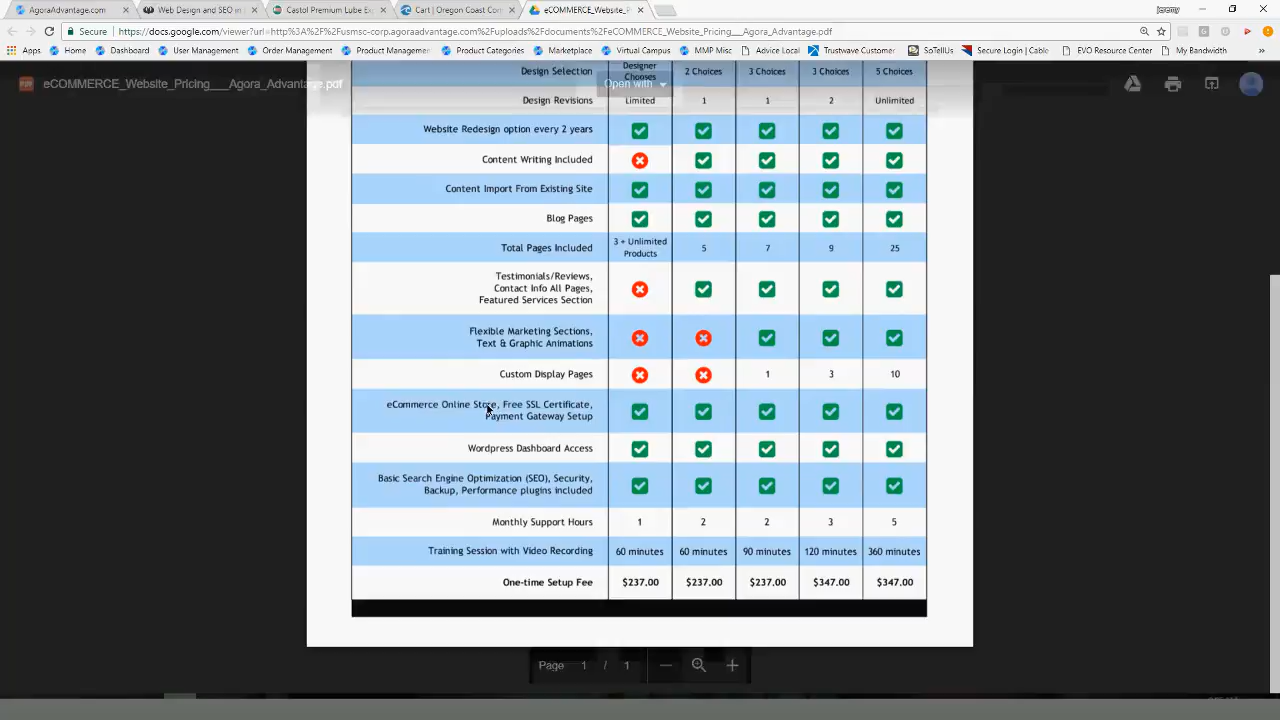 AgoraAdvantage.com
Web Design and SEO in
Castol Premium Lube Ex
Cart | Oregon Coast Com
eCOMMERCE_Website_Pr
Jeremy
Secure
https://docs.google.com/viewer?url=http%3A%2F%2Fusmsc-corp.agoraadvantage.com%2Fuploads%2Fdocuments%2FeCOMMERCE_Website_Pricing___Agora_Advantage.pdf
Apps
Home
Dashboard
User Management
Order Management
Product Management
Product Categories
Marketplace
Virtual Campus
MMP Misc
Advice Local
Trustwave Customer
SoTellUs
Secure Login | Cable
EVO Resource Center
My Bandwidth
PDF
eCOMMERCE_Website_Pricing___Agora_Advantage.pdf
Open with
Design Selection
Designer Chooses
2 Choices
3 Choices
3 Choices
5 Choices
Design Revisions
Limited
1
1
2
Unlimited
Website Redesign option every 2 years
Content Writing Included
Content Import From Existing Site
Blog Pages
Total Pages Included
3 + Unlimited
Products
5
7
9
25
Testimonials/Reviews,
Contact Info All Pages,
Featured Services Section
Flexible Marketing Sections,
Text & Graphic Animations
Custom Display Pages
1
3
10
eCommerce Online Store, Free SSL Certificate,
Payment Gateway Setup
Wordpress Dashboard Access
Basic Search Engine Optimization (SEO), Security,
Backup, Performance plugins included
Monthly Support Hours
1
2
2
3
5
Training Session with Video Recording
60 minutes
60 minutes
90 minutes
120 minutes
360 minutes
One-time Setup Fee
$237.00
$237.00
$237.00
$347.00
$347.00
Page 1 / 1